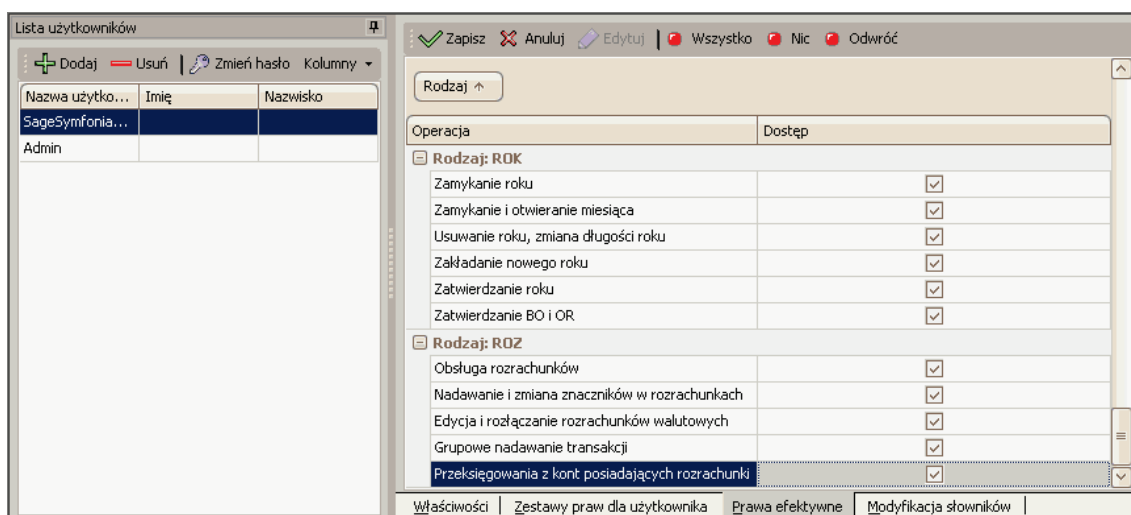 Lista użytkowników
Dodaj Usuń Zmień hasło Kolumny
Nazwa użytko... Imię Nazwisko
SageSymfonia...
Admin
Zapisz Anuluj Edytuj Wszystko Nic Odwróć
Rodzaj
Operacja Dostęp
Rodzaj: ROK
Zamykanie roku
Zamykanie i otwieranie miesiąca
Usuwanie roku, zmiana długości roku
Zakładanie nowego roku
Zatwierdzanie roku
Zatwierdzanie BO i OR
Rodzaj: ROZ
Obsługa rozrachunków
Nadawanie i zmiana znaczników w rozrachunkach
Edycja i rozłączanie rozrachunków walutowych
Grupowe nadawanie transakcji
Przeksięgowania z kont posiadających rozrachunki
Właściwości Zestawy praw dla użytkownika Prawa efektywne Modyfikacja słowników